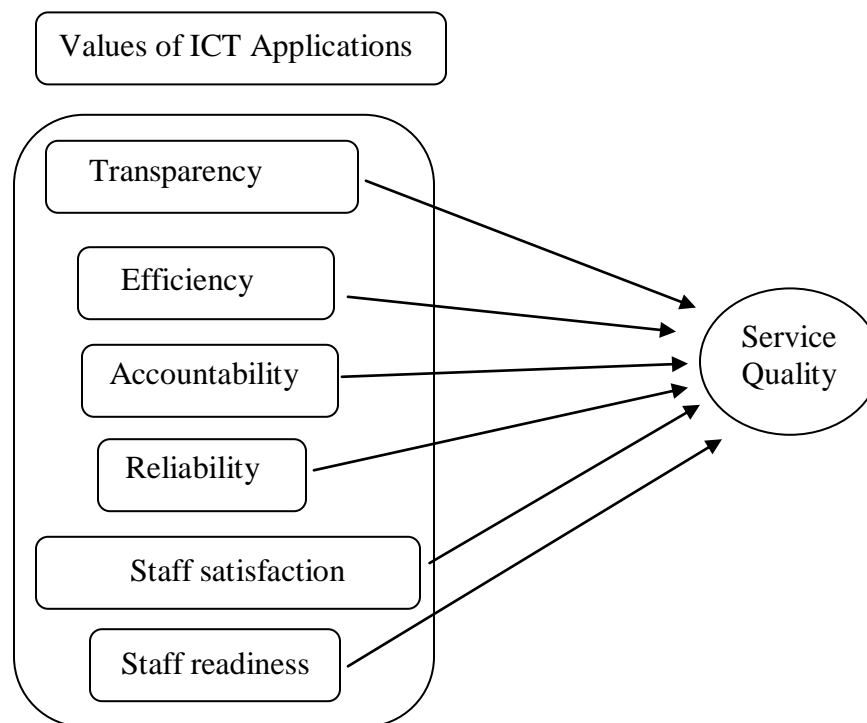 Values of ICT Applications
Transparency
Efficiency
Accountability
Reliability
Staff satisfaction
Staff readiness
Service
Quality